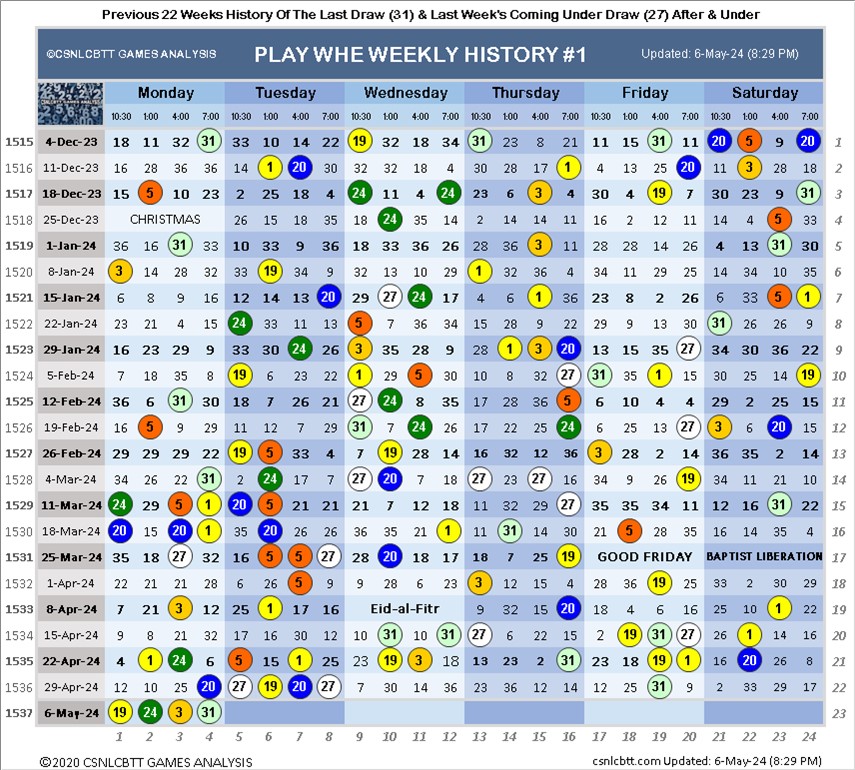 Previous 22 Weeks History Of The Last Draw (31) & Last Week's Coming Under Draw (27) After & Under
©CSNLCBTT GAMES ANALYSIS PLAY WHE WEEKLY HISTORY #1 Updated: 6-May-24 (8:29 PM)
Monday Tuesday Wednesday Thursday Friday Saturday
10:30 1:00 4:00 7:00 10:30 1:00 4:00 7:00 10:30 1:00 4:00 7:00 10:30 1:00 4:00 7:00 10:30 1:00 4:00 7:00 10:30 1:00 4:00 7:00
1515 4-Dec-23 18 11 32 31 33 10 14 22 19 32 18 34 31 23 8 21 11 15 31 11 20 5 9 20 1
1516 11-Dec-23 16 28 36 36 14 1 20 30 32 32 18 4 30 28 17 1 4 13 25 20 11 3 28 18 2
1517 18-Dec-23 15 5 10 23 2 25 18 4 24 11 4 24 23 6 3 4 30 4 19 7 30 23 9 31 3
1518 25-Dec-23 CHRISTMAS 26 15 18 35 18 24 35 14 2 14 14 11 16 2 12 11 24 4 5 33 4
1519 1-Jan-24 36 16 31 33 10 33 9 36 18 33 36 26 28 36 3 11 28 28 14 26 4 13 31 30 5
1520 8-Jan-24 3 14 28 32 33 19 34 9 32 13 10 29 1 32 36 4 34 11 29 25 14 34 10 35 6
1521 15-Jan-24 6 8 9 16 12 14 13 20 29 27 24 17 4 6 1 36 23 8 2 26 6 33 5 1 7
1522 22-Jan-24 23 21 4 15 24 33 11 13 5 7 36 34 15 28 9 22 29 9 13 30 31 26 26 9 8
1523 29-Jan-24 16 23 29 9 33 30 24 26 3 35 28 9 28 1 3 20 13 15 35 27 34 30 36 22 9
1524 5-Feb-24 7 18 35 8 19 6 23 22 1 29 5 30 10 8 32 27 31 35 1 15 22 24 24 19 10
1525 12-Feb-24 3 6 31 30 18 7 26 21 27 24 8 35 17 28 36 5 6 10 4 4 29 2 25 15 11
1526 19-Feb-24 16 5 9 9 11 12 7 29 31 7 24 26 17 22 25 24 6 25 13 27 3 6 20 12 12
1527 26-Feb-24 29 29 29 22 19 5 33 4 7 19 28 14 16 32 12 36 3 28 2 14 36 35 2 14 13
1528 4-Mar-24 34 26 22 31 2 24 17 7 27 20 18 7 27 23 27 9 34 30 7 19 34 11 21 10 14
1529 11-Mar-24 24 29 5 1 20 5 21 21 21 7 12 18 11 32 29 27 35 35 34 11 12 16 31 22 15
1530 18-Mar-24 20 15 20 1 35 20 26 26 36 35 21 1 11 31 14 30 21 5 28 35 16 14 35 4 16
1531 25-Mar-24 35 18 27 32 16 5 5 27 28 20 18 17 18 7 25 19 GOOD FRIDAY BAPTIST LIBERATION 17
1532 1-Apr-24 22 21 21 28 6 26 5 9 9 28 6 23 3 12 15 4 28 36 19 25 33 2 30 29 18
1533 8-Apr-24 7 21 3 12 25 1 17 16 Eid-al-Fitr 9 32 15 20 18 4 6 16 25 10 1 22 19
1534 15-Apr-24 9 8 21 32 17 16 30 12 10 31 10 31 27 6 22 15 2 19 31 27 22 1 14 16 20
1535 22-Apr-24 4 1 24 6 5 15 1 25 23 19 3 18 13 23 2 31 23 18 19 1 16 20 26 8 21
1536 29-Apr-24 12 10 25 20 27 19 20 27 7 30 14 36 36 23 12 14 12 25 31 9 2 33 29 17 22
1537 6-May-24 19 24 3 31 23
1 2 3 4 5 6 7 8 9 10 11 12 13 14 15 16 17 18 19 20 21 22 23 24
©2020 CSNLCBTT GAMES ANALYSIS csnlcbtt.com Updated: 6-May-24 (8:29 PM)